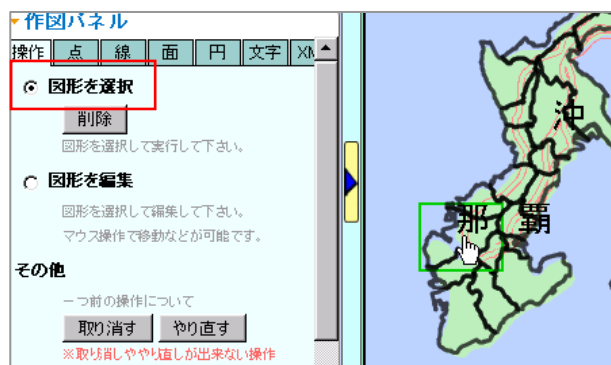 作図パネル
操作 点 線 面 円 文字 XM
図形を選択
削除
図形を選択して実行して下さい。
図形を編集
図形を選択して編集して下さい。
マウス操作で移動などが可能です。
その他
一つ前の操作について
取り消す やり直す
※取り消しややり直しが出来ない操作
沖
那覇